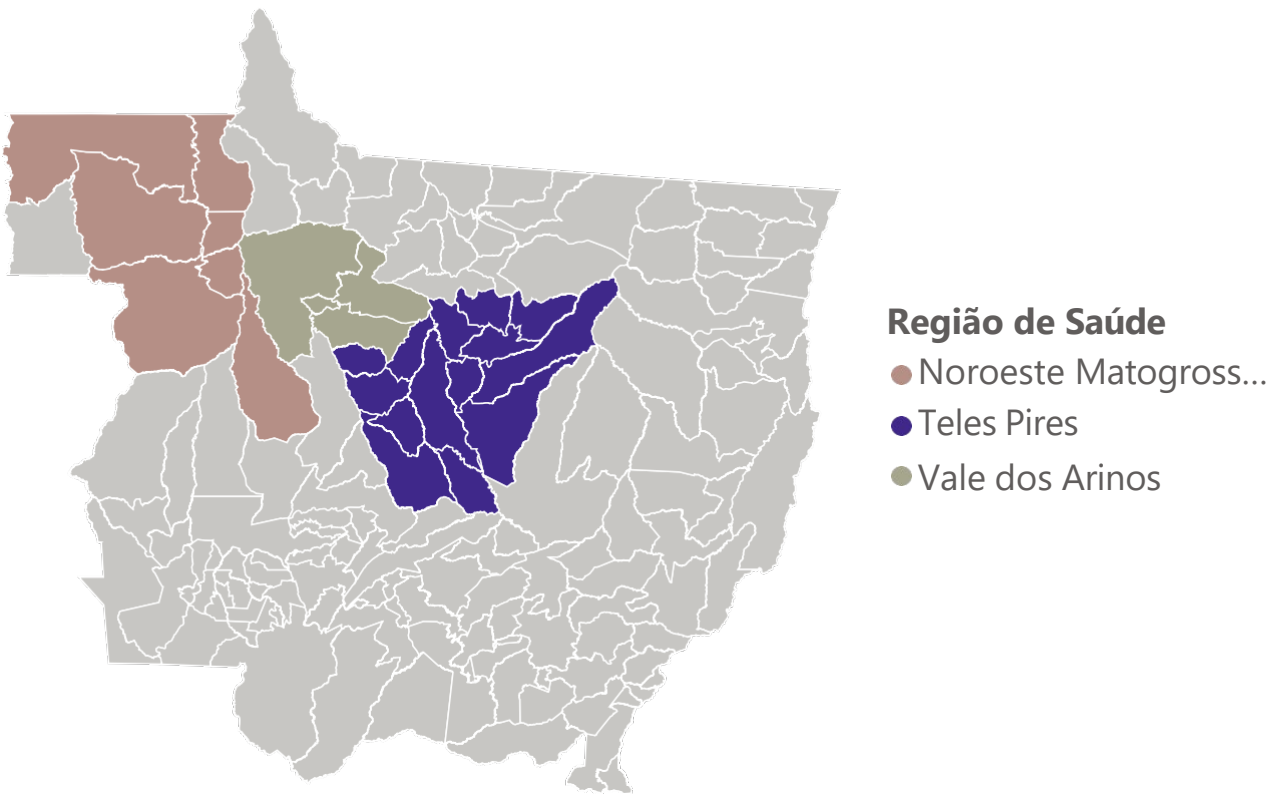 Região de Saúde
Noroeste Matogross...
Teles Pires
Vale dos Arinos